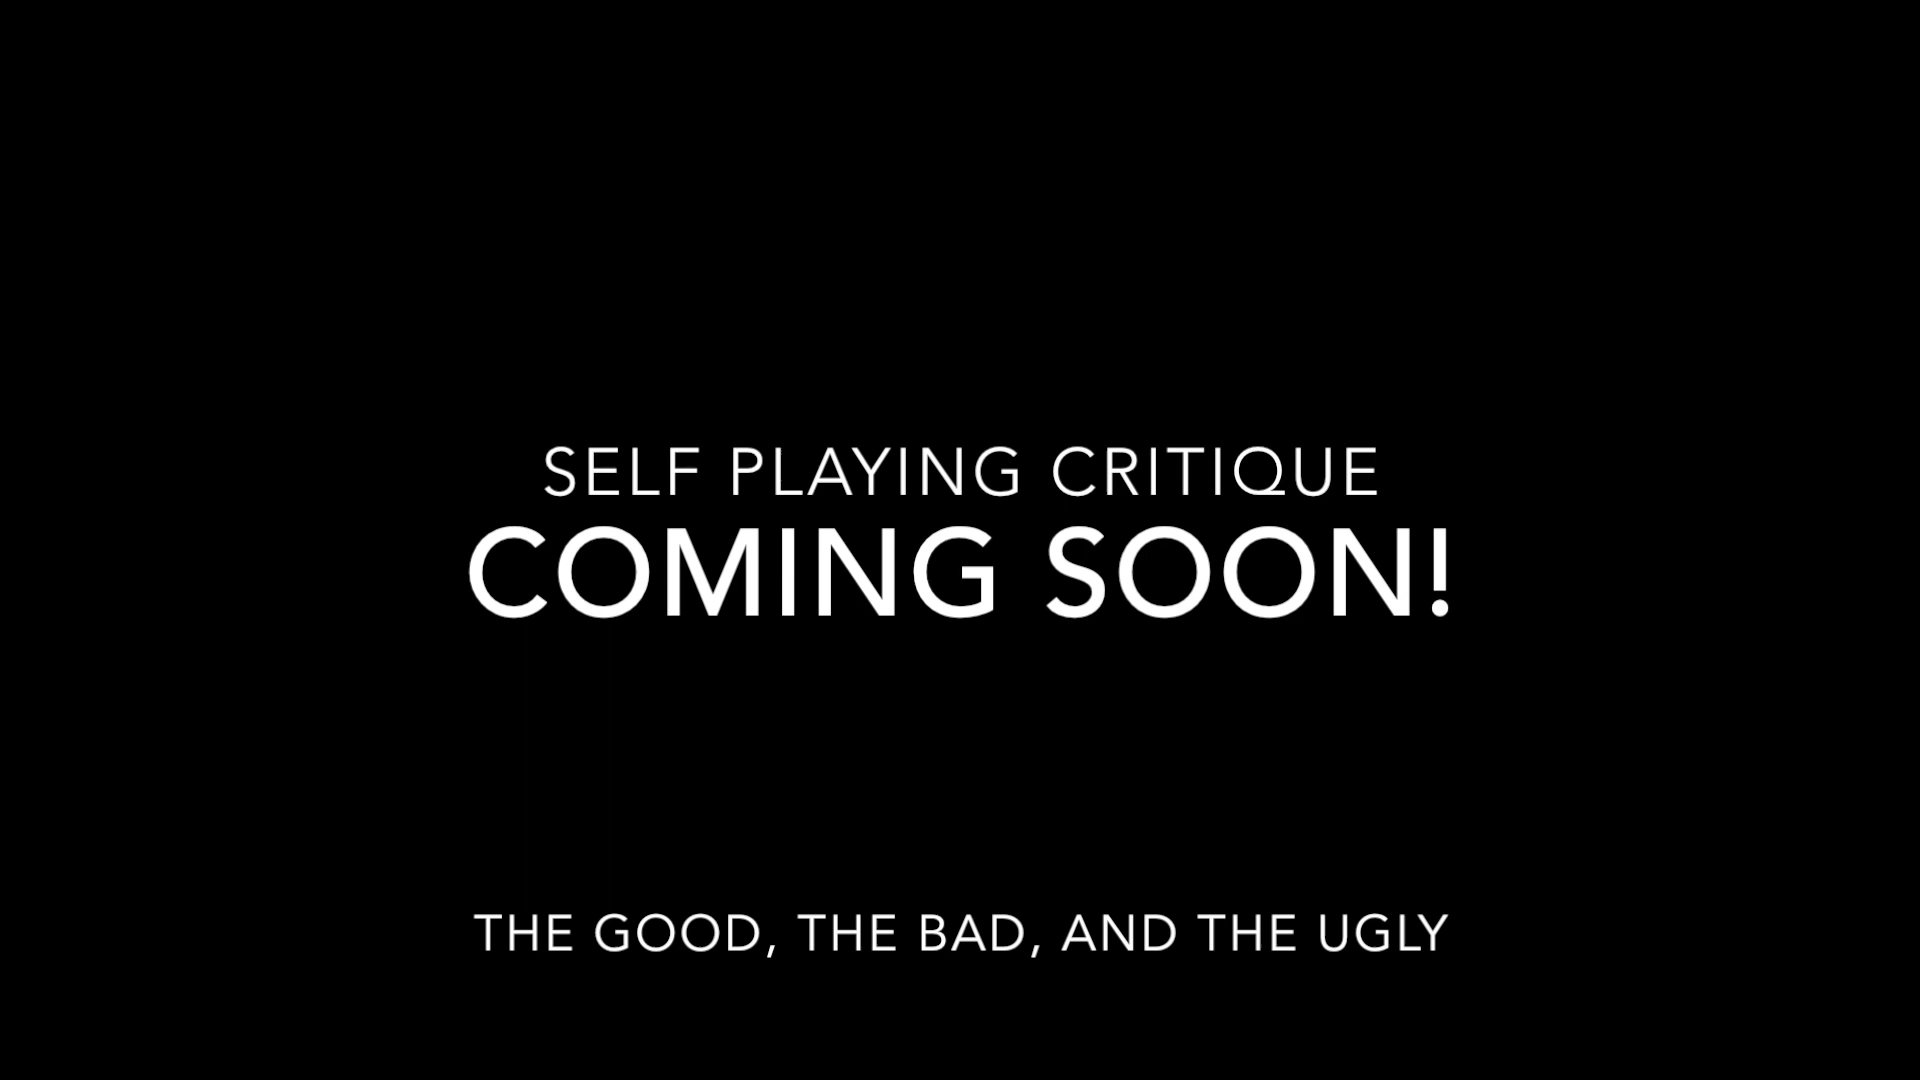 SELF PLAYING CRITIQUE
COMING SOON!
THE GOOD, THE BAD, AND THE UGLY